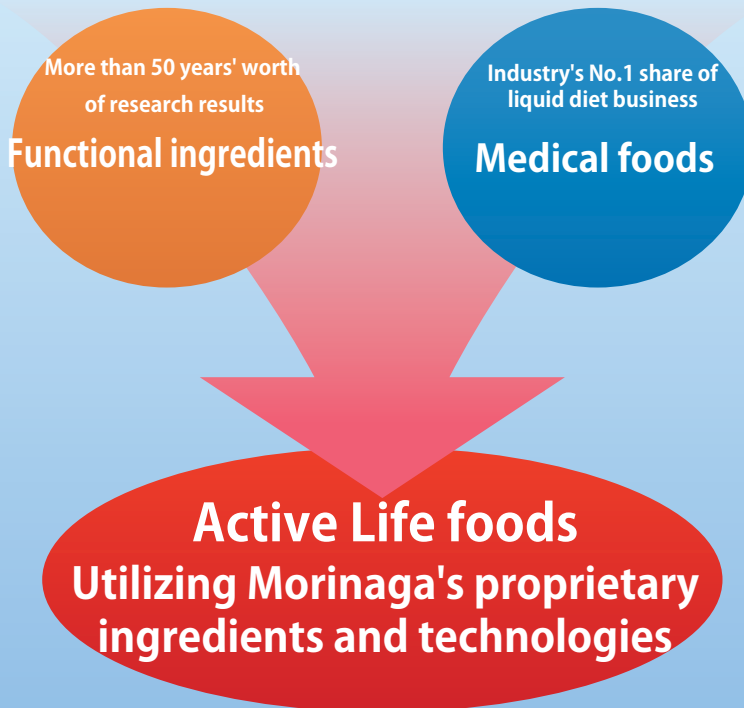 More than 50 years' worth
of research results
Functional ingredients
Industry's No.1 share of
liquid diet business
Medical foods
Active Life foods
Utilizing Morinaga's proprietary
ingredients and technologies